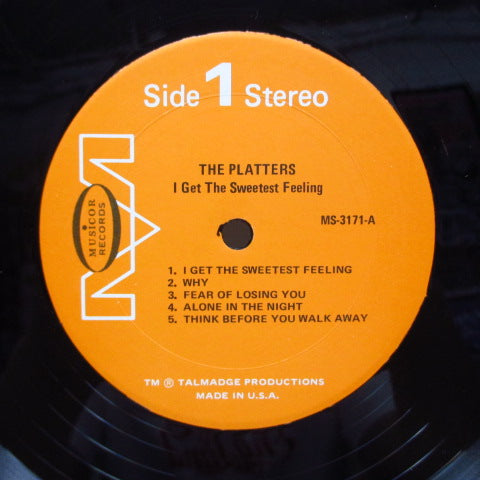 Side 1 Stereo
THE PLATTERS
I Get The Sweetest Feeling
MS-3171-A
MUSICOR
RECORDS
1. I GET THE SWEETEST FEELING
2. WHY
3. FEAR OF LOSING YOU
4. ALONE IN THE NIGHT
5. THINK BEFORE YOU WALK AWAY
TM ® TALMADGE PRODUCTIONS
MADE IN U.S.A.